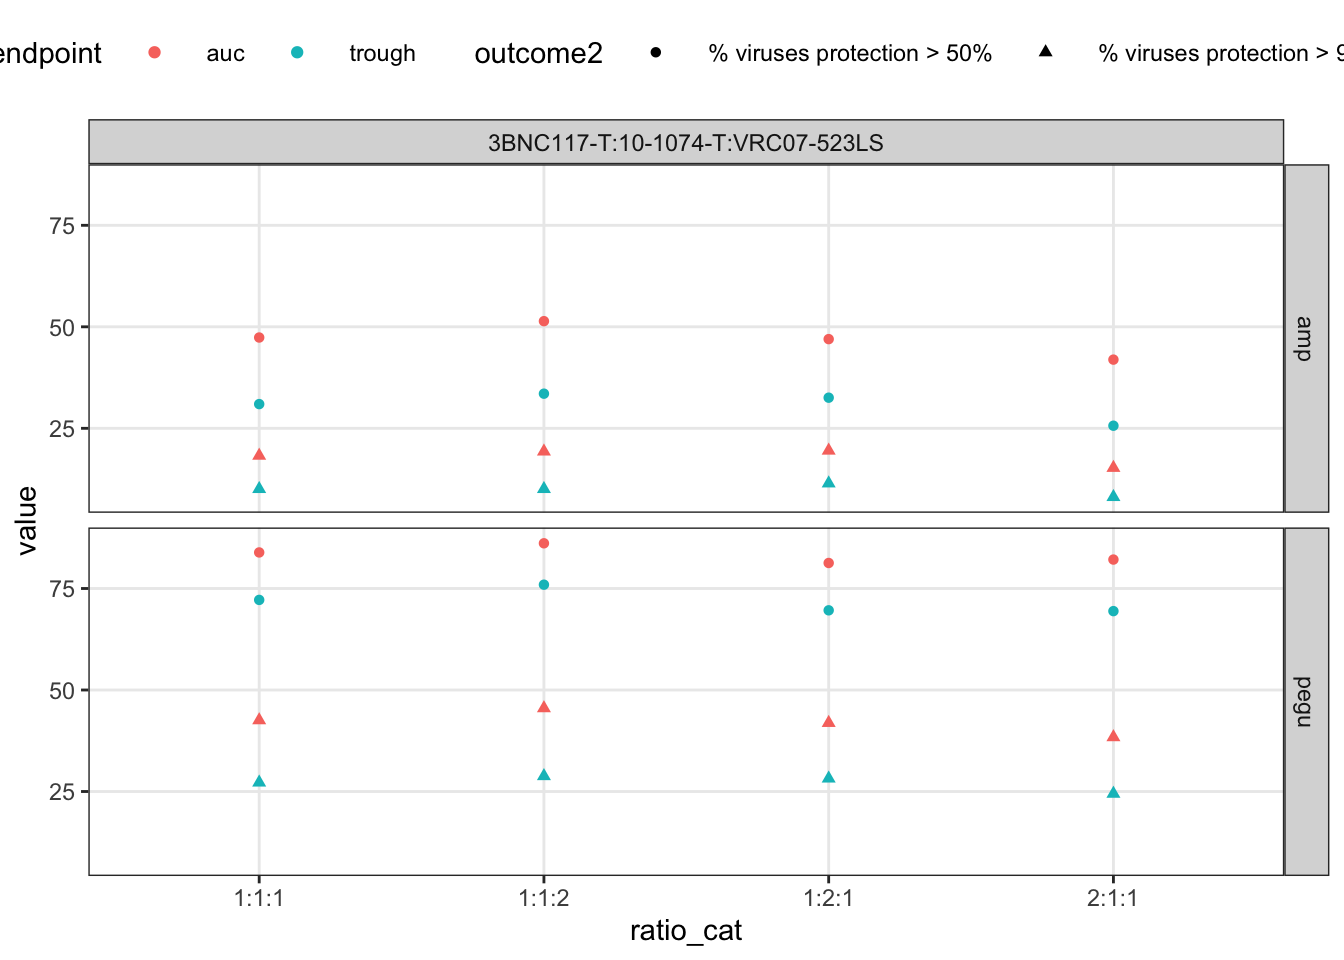 endpoint auc trough outcome2 % viruses protection > 50% % viruses protection > 9
3BNC117-T:10-1074-T:VRC07-523LS
75
50
25
amp
value
75
50
25
pegu
1:1:1 1:1:2 1:2:1 2:1:1
ratio_cat